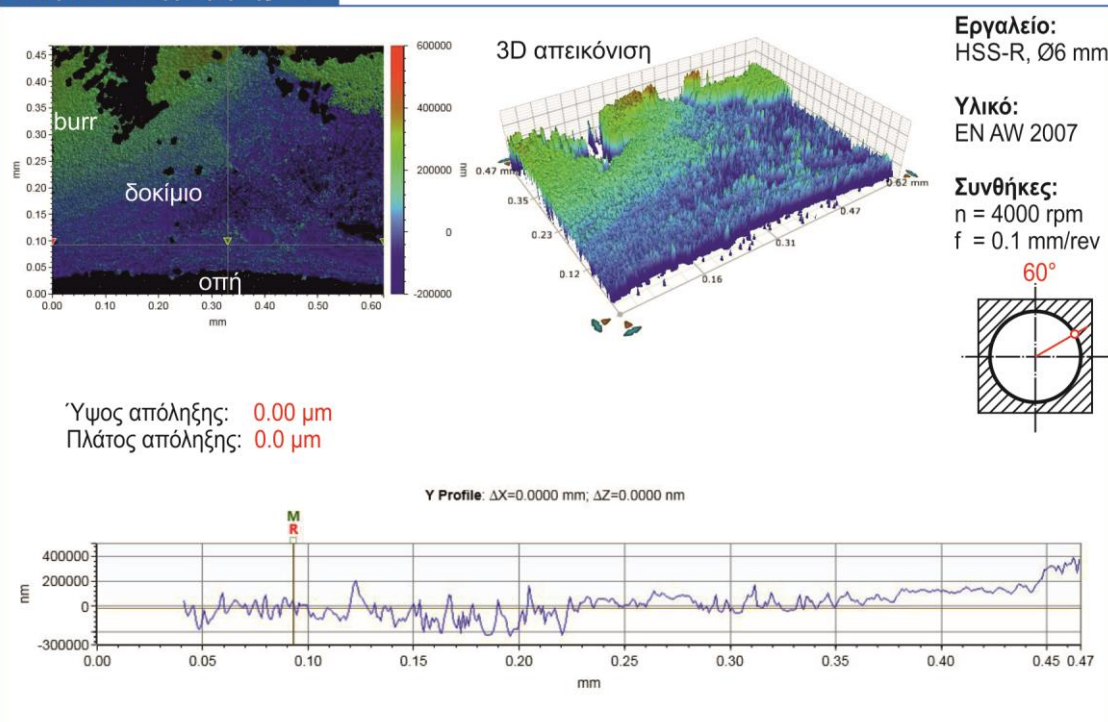 Εργαλείο:
HSS-R, Ø6 mm
Υλικό:
EN AW 2007
Συνθήκες:
n = 4000 rpm
f = 0.1 mm/rev
60°
3D απεικόνιση
0.47 mm
0.35
0.23
0.12
0.16
0.31
0.47
0.62 mm
burr
δοκίμιο
οπή
mm
0.45
0.40
0.35
0.30
0.25
0.20
0.15
0.10
0.05
0.00
0.00 0.10 0.20 0.30 0.40 0.50 0.60
mm
600000
400000
200000
0
-200000
nm
Ύψος απόληξης: 0.00 μm
Πλάτος απόληξης: 0.0 μm
Y Profile: ΔX=0.0000 mm; ΔZ=0.0000 nm
M
R
nm
400000
200000
0
-300000
0.00 0.05 0.10 0.15 0.20 0.25 0.30 0.35 0.40 0.45 0.47
mm